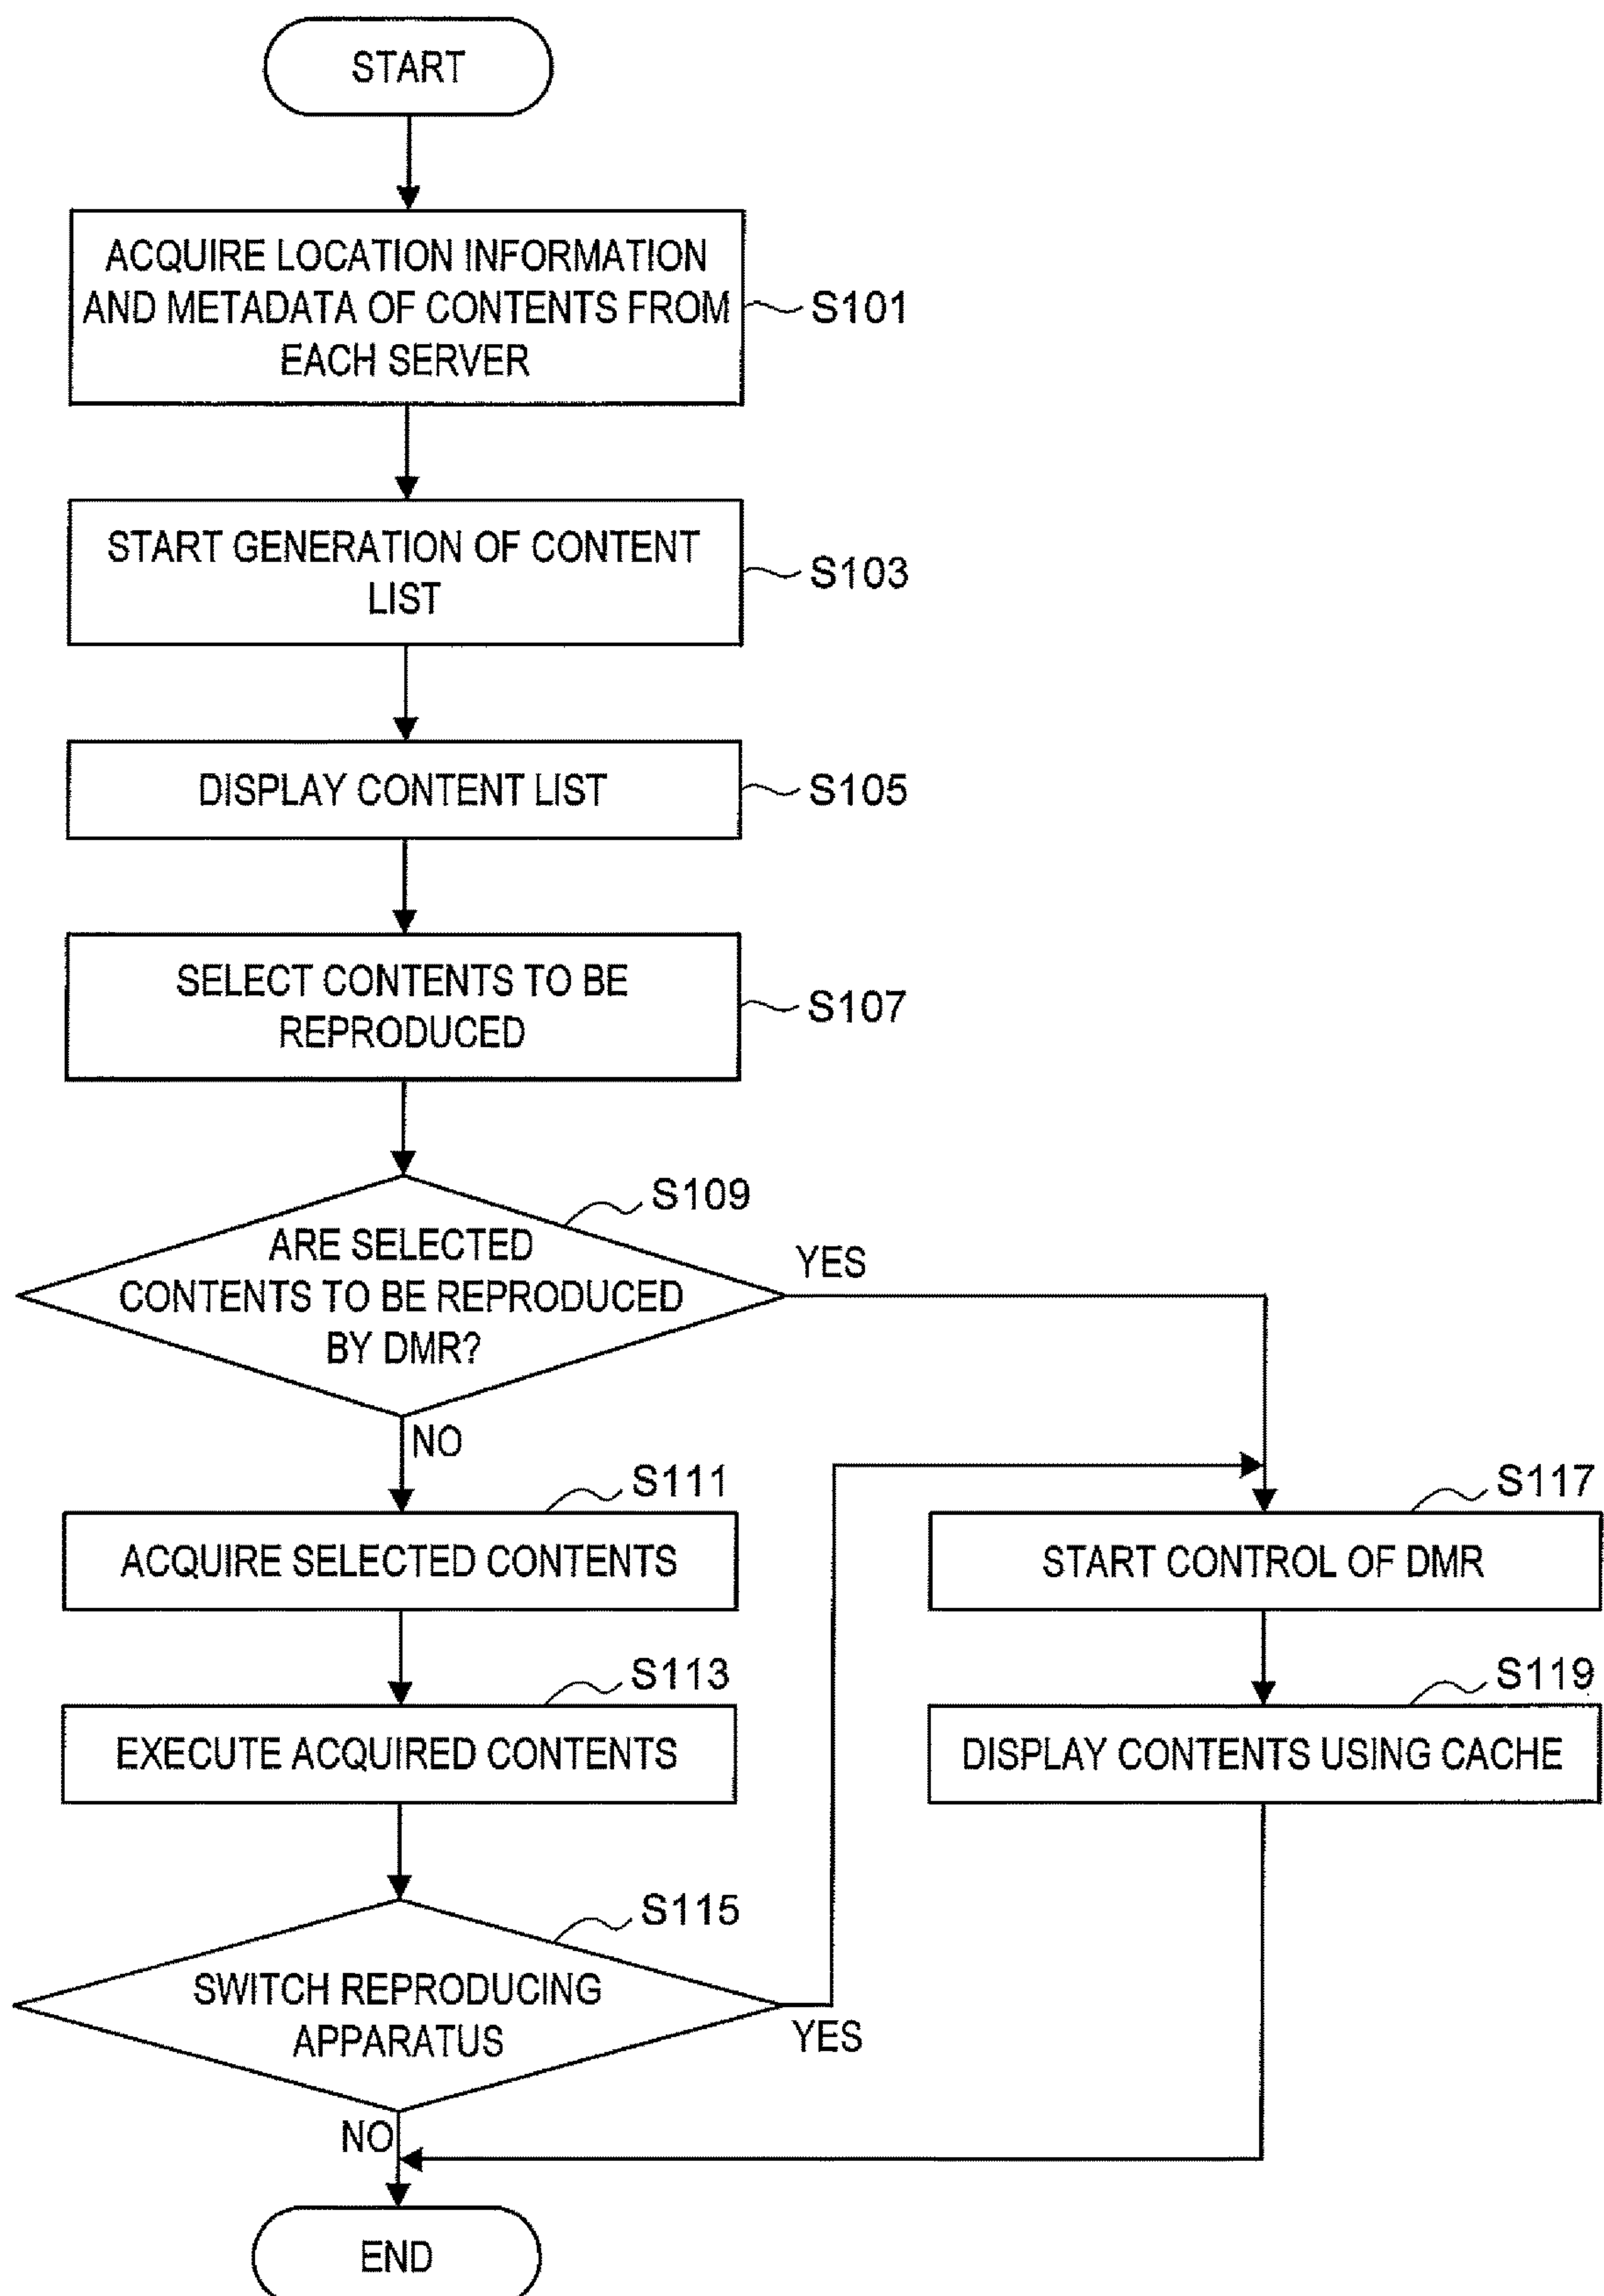 START
ACQUIRE LOCATION INFORMATION
AND METADATA OF CONTENTS FROM
EACH SERVER
S101
START GENERATION OF CONTENT
LIST
S103
DISPLAY CONTENT LIST
S105
SELECT CONTENTS TO BE
REPRODUCED
S107
S109
ARE SELECTED
CONTENTS TO BE REPRODUCED
BY DMR?
YES
NO
S111
ACQUIRE SELECTED CONTENTS
S117
START CONTROL OF DMR
S113
EXECUTE ACQUIRED CONTENTS
S119
DISPLAY CONTENTS USING CACHE
S115
SWITCH REPRODUCING
APPARATUS
YES
NO
END